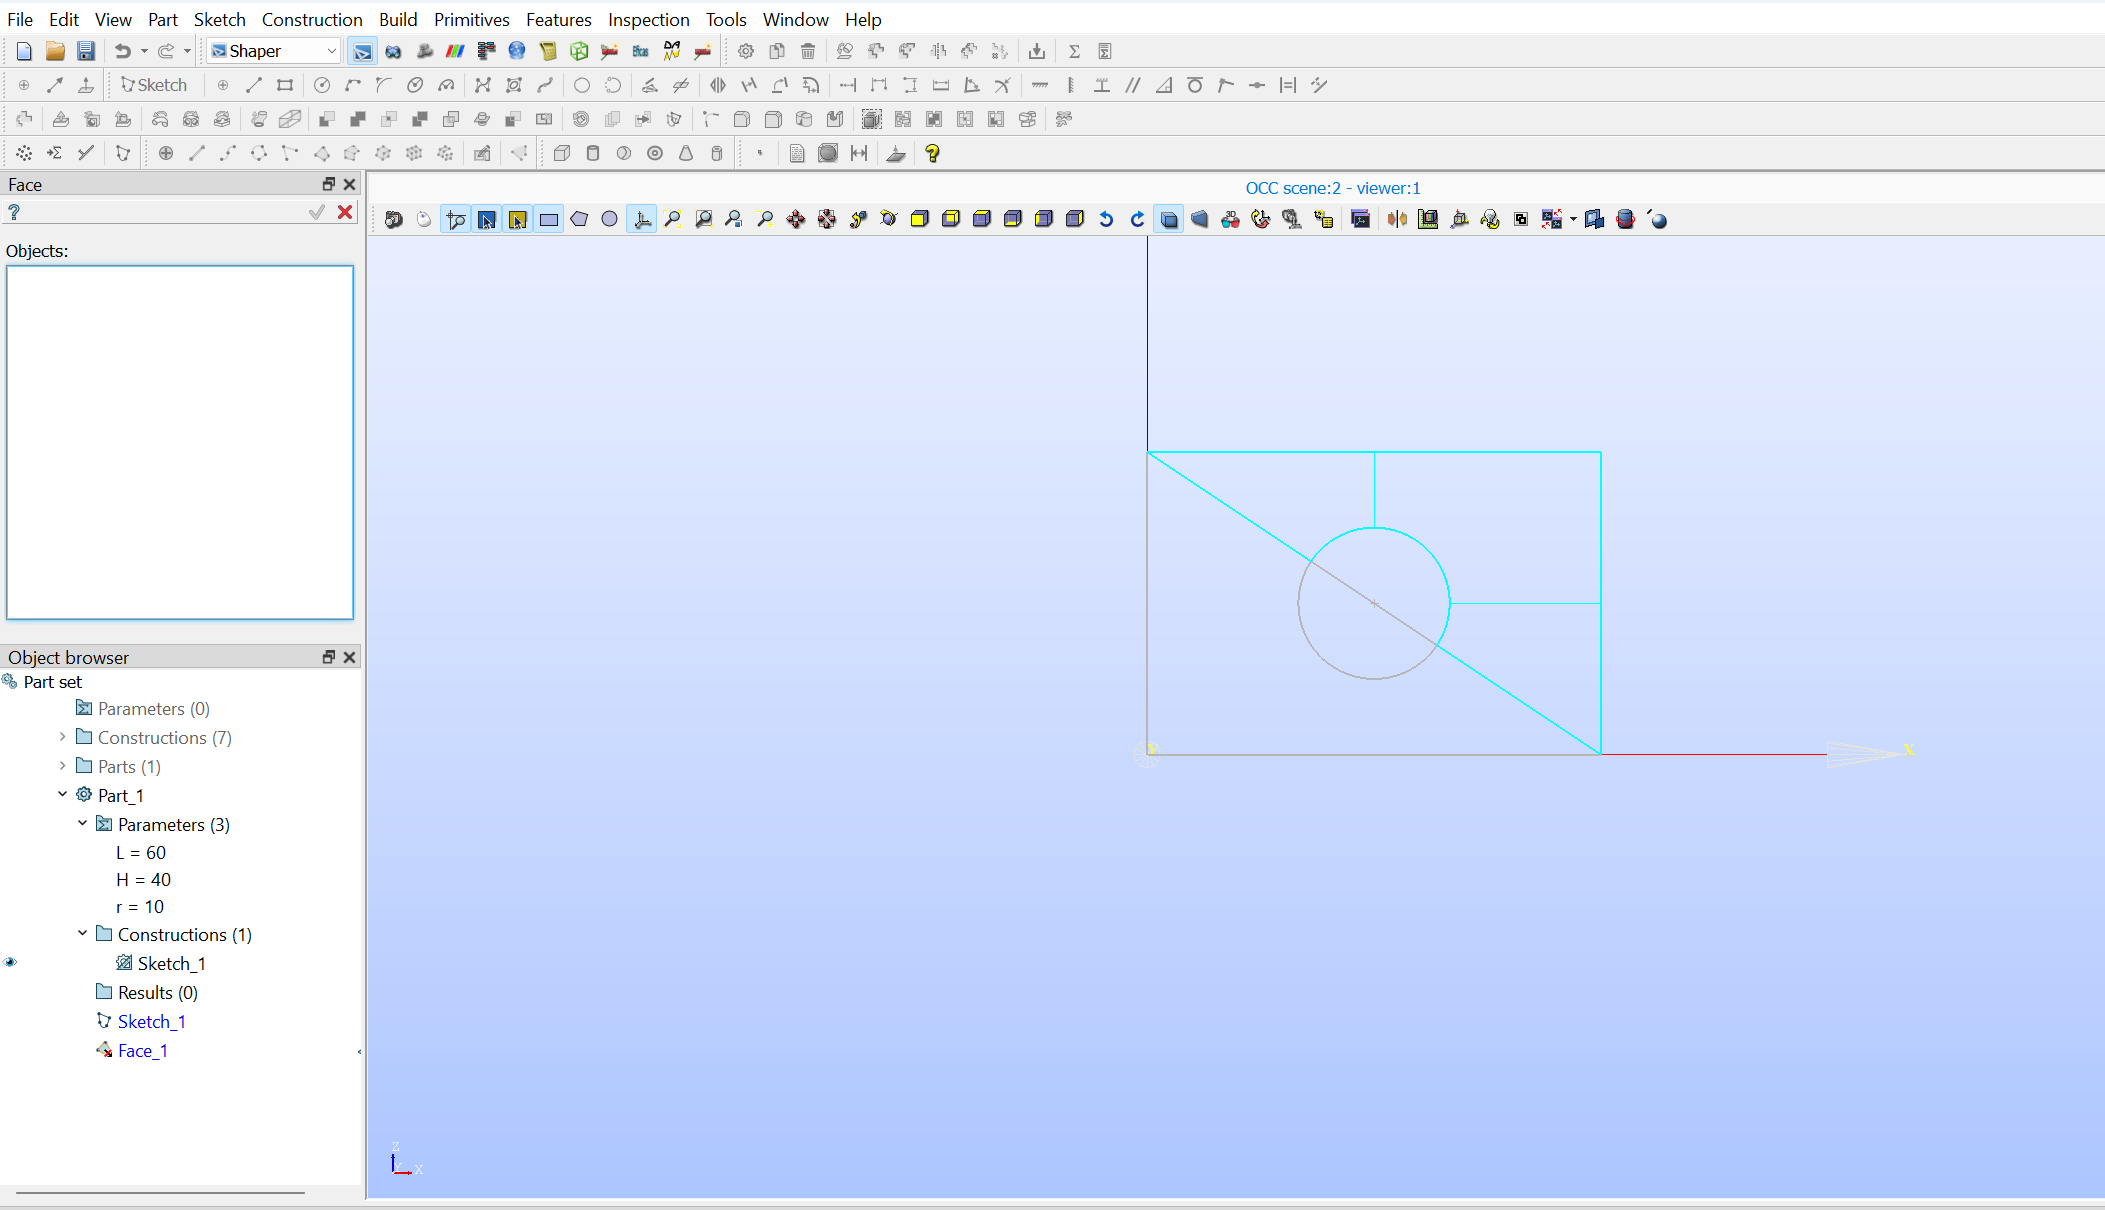 File Edit View Part Sketch Construction Build Primitives Features Inspection Tools Window Help
Shaper
Sketch
Face
OCC scene:2 - viewer:1
Objects:
Object browser
Part set
Parameters (0)
Constructions (7)
Parts (1)
Part_1
Parameters (3)
L = 60
H = 40
r = 10
Constructions (1)
Sketch_1
Results (0)
Sketch_1
Face_1
X
Z
X